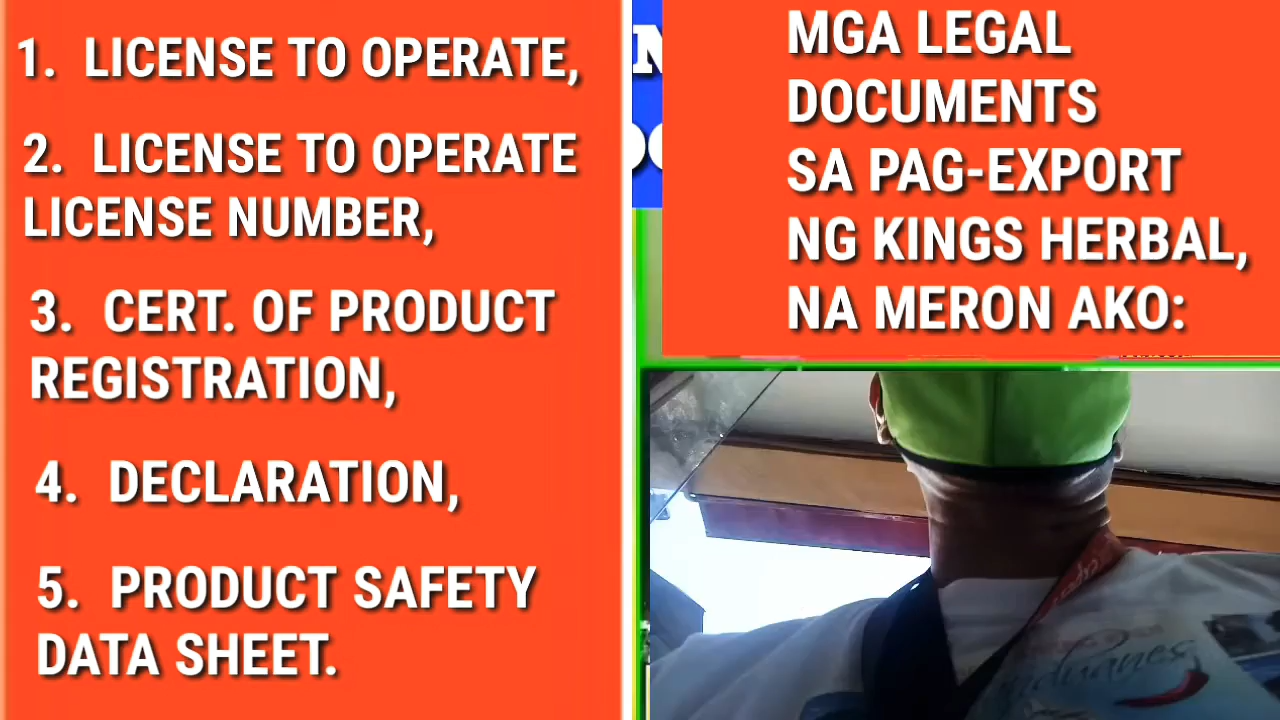 1. LICENSE TO OPERATE,
2. LICENSE TO OPERATE
LICENSE NUMBER,
3. CERT. OF PRODUCT
REGISTRATION,
4. DECLARATION,
5. PRODUCT SAFETY
DATA SHEET.
MGA LEGAL
DOCUMENTS
SA PAG-EXPORT
NG KINGS HERBAL,
NA MERON AKO: